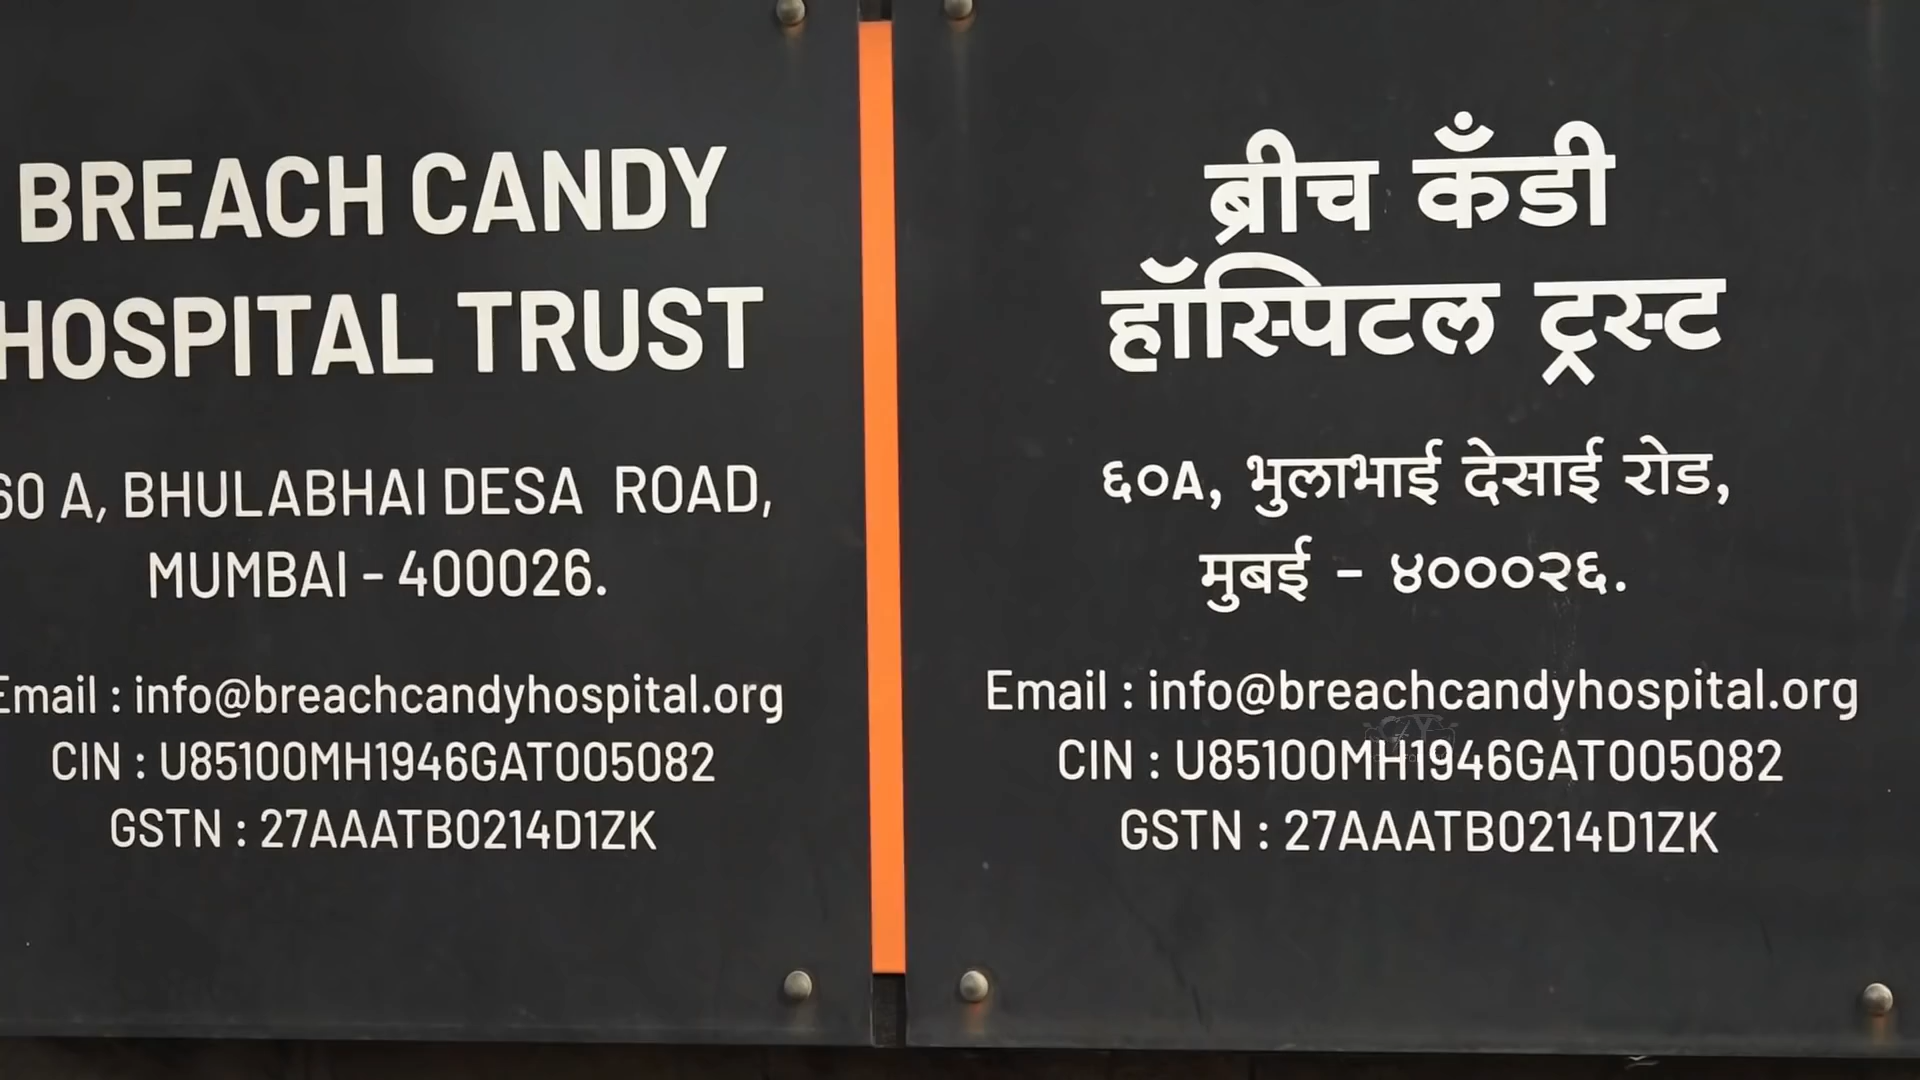 BREACH CANDY
HOSPITAL TRUST
60 A, BHULABHAI DESA ROAD,
MUMBAI - 400026.
Email : info@breachcandyhospital.org
CIN : U85100MH1946GAT005082
GSTN : 27AAATB0214D1ZK
ब्रीच कँडी
हॉस्पिटल ट्रस्ट
६०A, भुलाभाई देसाई रोड,
मुबई - ४०००२६.
Email : info@breachcandyhospital.org
CIN : U85100MH1946GAT005082
GSTN : 27AAATB0214D1ZK